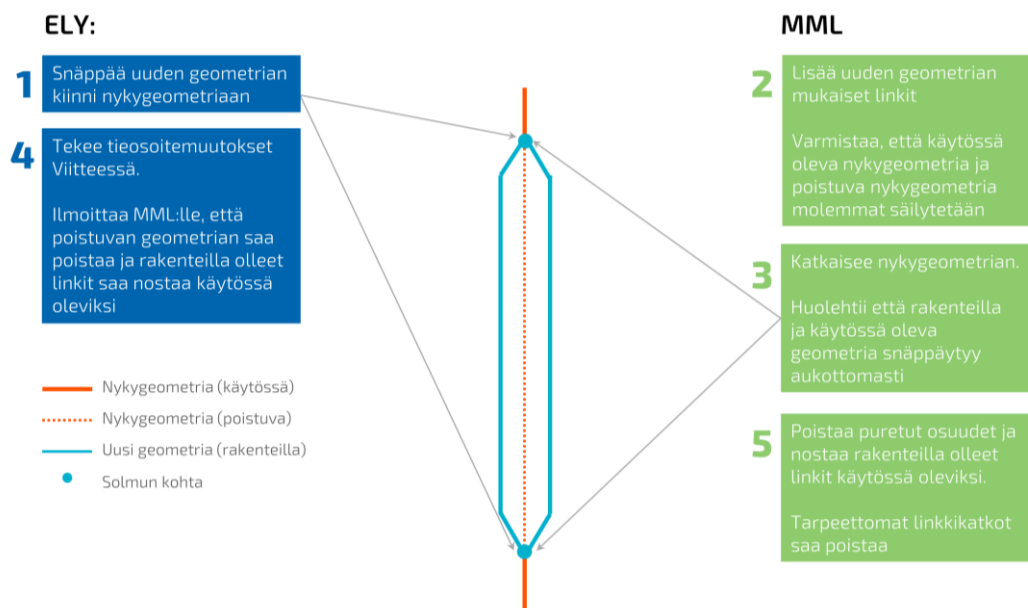 ELY:
1
Snäppää uuden geometrian
kiinni nykygeometriaan
4
Tekee tieosoitemuutokset
Viitteessä.
Ilmoittaa MML:lle, että
poistuvan geometrian saa
poistaa ja rakenteilla olleet
linkit saa nostaa käytössä
oleviksi
Nykygeometria (käytössä)
Nykygeometria (poistuva)
Uusi geometria (rakenteilla)
Solmun kohta
MML
2
Lisää uuden geometrian
mukaiset linkit
Varmistaa, että käytössä
oleva nykygeometria ja
poistuva nykygeometria
molemmat säilytetään
3
Katkaisee nykygeometrian.
Huolehtii että rakenteilla
ja käytössä oleva
geometria snäppäytyy
aukottomasti
5
Poistaa puretut osuudet ja
nostaa rakenteilla olleet
linkit käytössä oleviksi.
Tarpeettomat linkkikatkot
saa poistaa